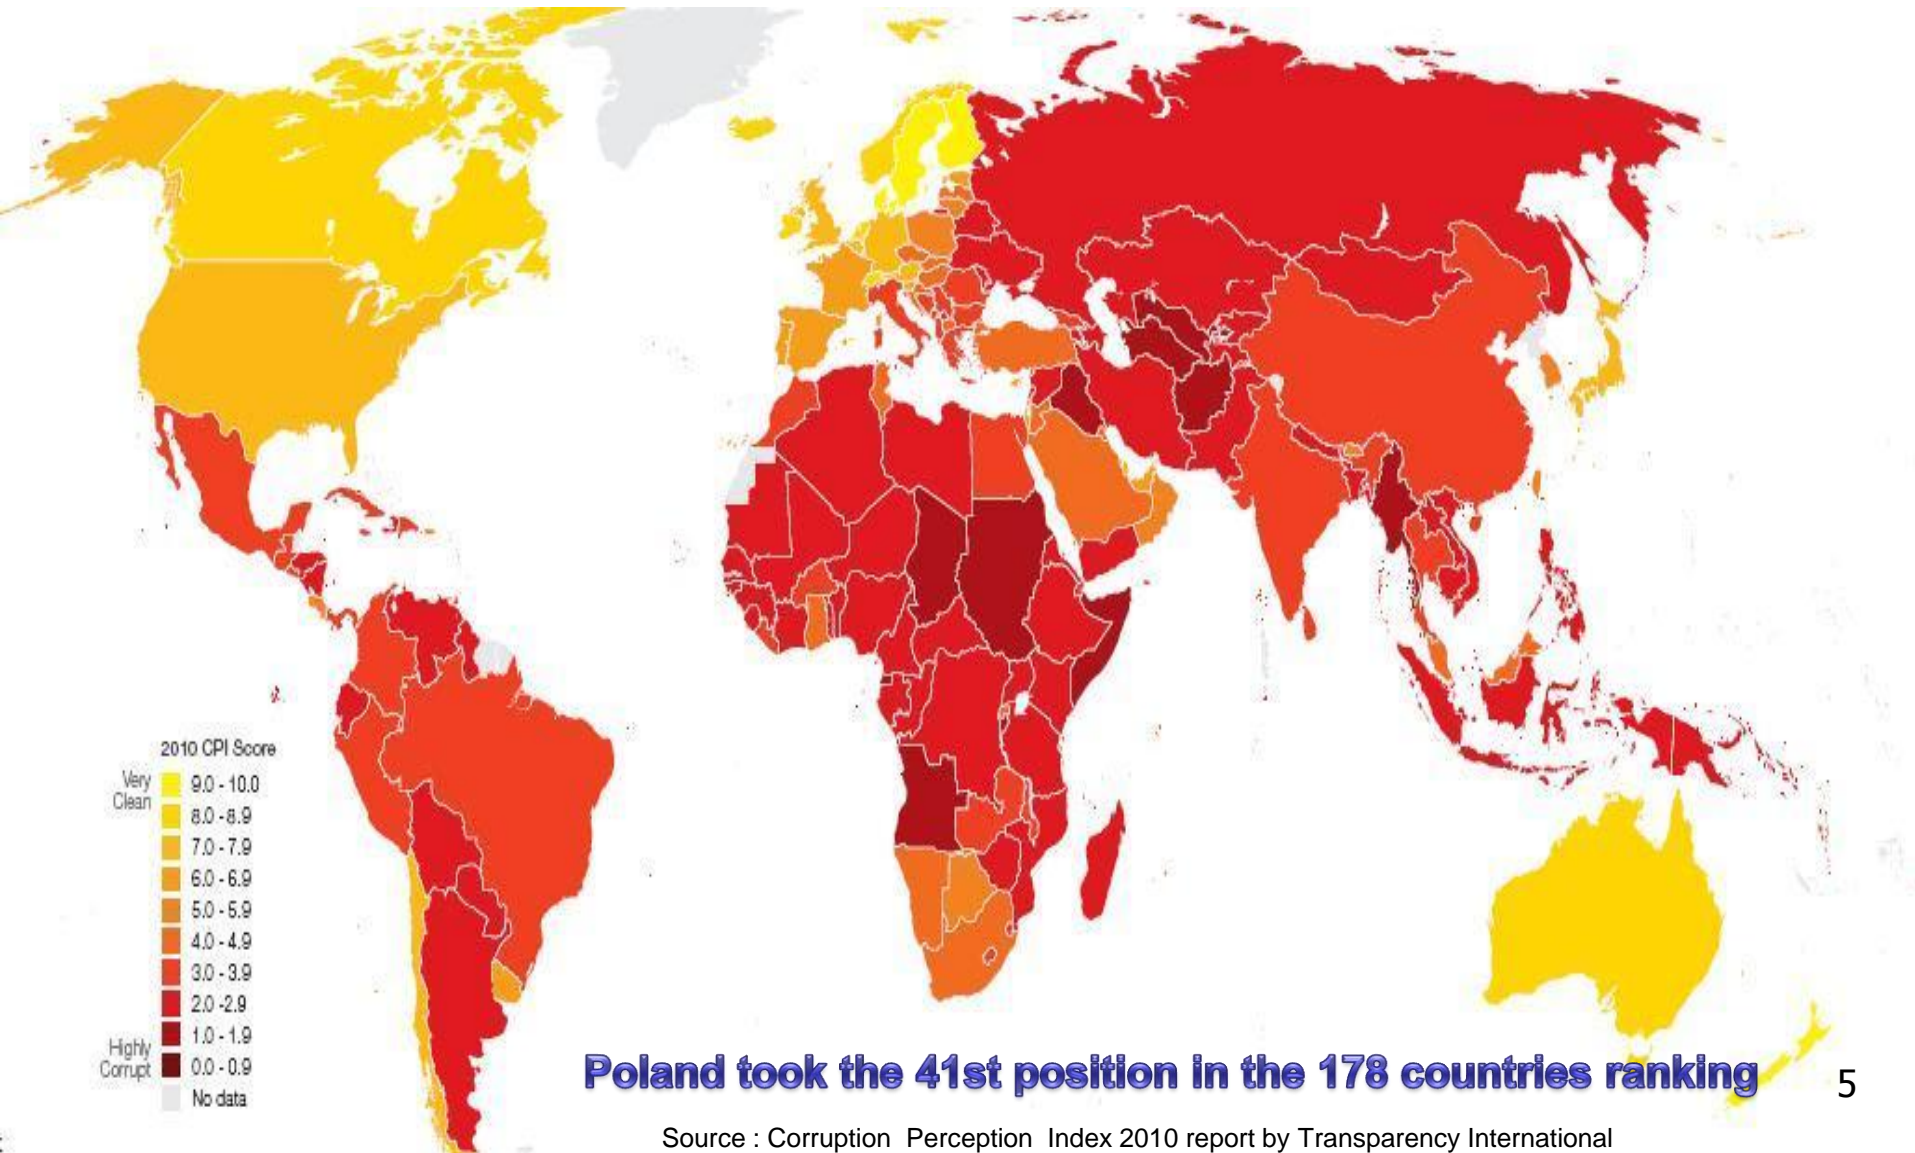 2010 CPI Score
Very
Clean
9.0 - 10.0
8.0 - 8.9
7.0 - 7.9
6.0 - 6.9
5.0 - 5.9
4.0 - 4.9
3.0 - 3.9
2.0 -2.9
1.0 - 1.9
Highly
Corrupt
0.0 - 0.9
No data
Poland took the 41st position in the 178 countries ranking
5
Source : Corruption Perception Index 2010 report by Transparency International